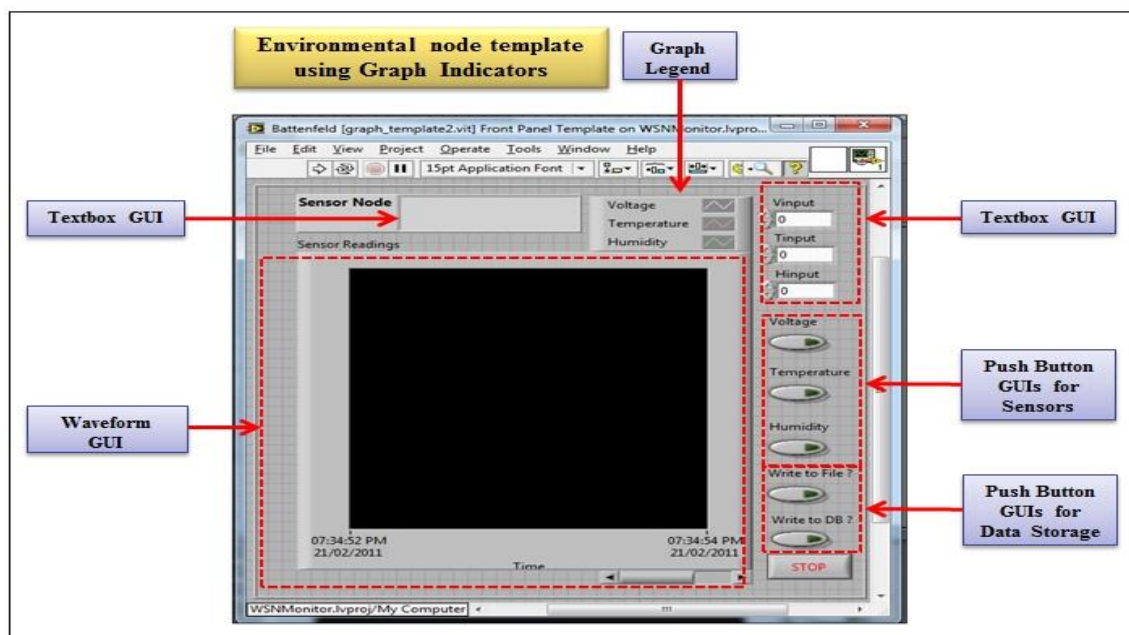 Environmental node template
using Graph Indicators
Graph
Legend
Battenfeld [graph_template2.vit] Front Panel Template on WSNMonitor.lvpro...
File Edit View Project Operate Tools Window Help
15pt Application Font
1
Textbox GUI
Sensor Node
Voltage
Temperature
Humidity
Sensor Readings
Vinput
0
Tinput
0
Hinput
0
Textbox GUI
Voltage
Temperature
Humidity
Push Button
GUIs for
Sensors
Waveform
GUI
Write to File ?
Write to DB ?
Push Button
GUIs for
Data Storage
07:34:52 PM
21/02/2011
07:34:54 PM
21/02/2011
Time
STOP
WSNMonitor.lvproj/My Computer